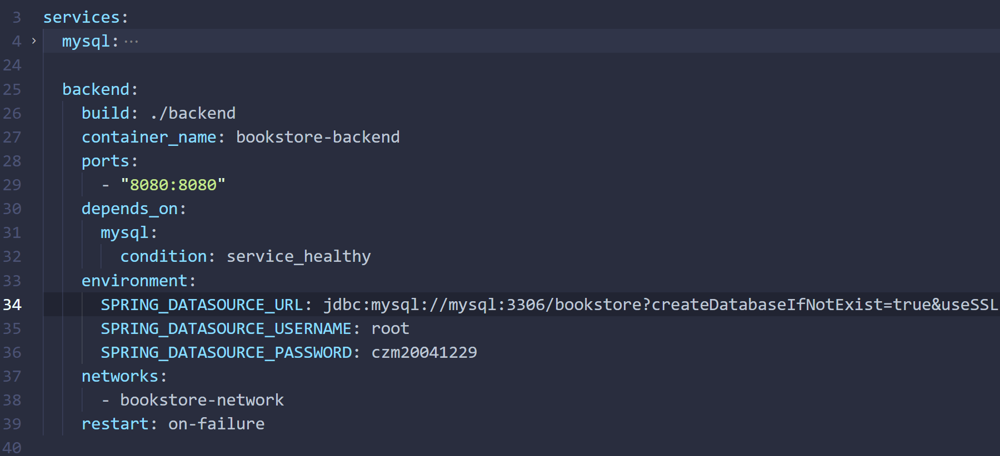 3 services:
4 > mysql: ···
24
25 backend:
26 build: ./backend
27 container_name: bookstore-backend
28 ports:
29 - "8080:8080"
30 depends_on:
31 mysql:
32 condition: service_healthy
33 environment:
34 SPRING_DATASOURCE_URL: jdbc:mysql://mysql:3306/bookstore?createDatabaseIfNotExist=true&useSSL
35 SPRING_DATASOURCE_USERNAME: root
36 SPRING_DATASOURCE_PASSWORD: czm20041229
37 networks:
38 - bookstore-network
39 restart: on-failure
40